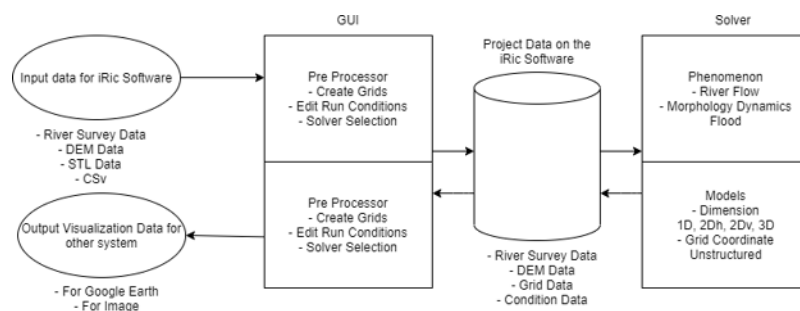 GUI
Solver
Project Data on the
iRic Software
Input data for iRic Software
- River Survey Data
- DEM Data
- STL Data
- CSv
Pre Processor
- Create Grids
- Edit Run Conditions
- Solver Selection
Phenomenon
- River Flow
- Morphology Dynamics
Flood
Output Visualization Data for
other system
- For Google Earth
- For Image
Pre Processor
- Create Grids
- Edit Run Conditions
- Solver Selection
- River Survey Data
- DEM Data
- Grid Data
- Condition Data
Models
- Dimension
1D, 2Dh, 2Dv, 3D
- Grid Coordinate
Unstructured